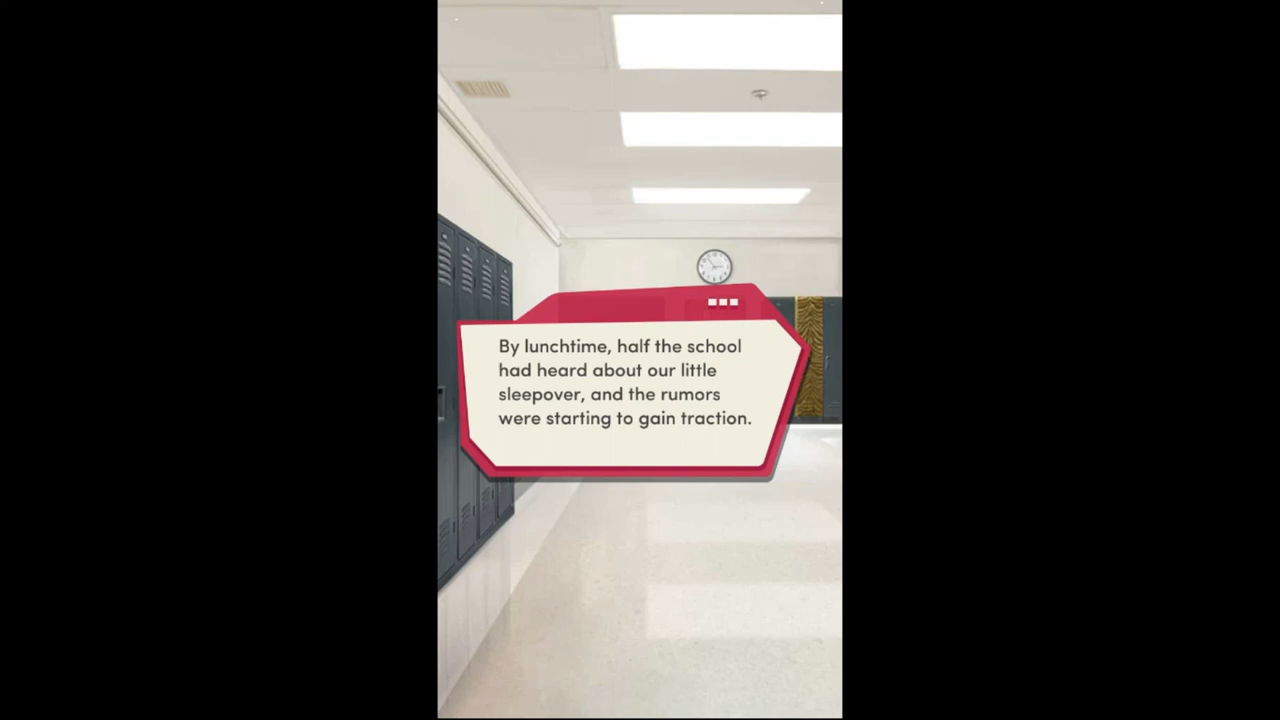 By lunchtime, half the school
had heard about our little
sleepover, and the rumors
were starting to gain traction.